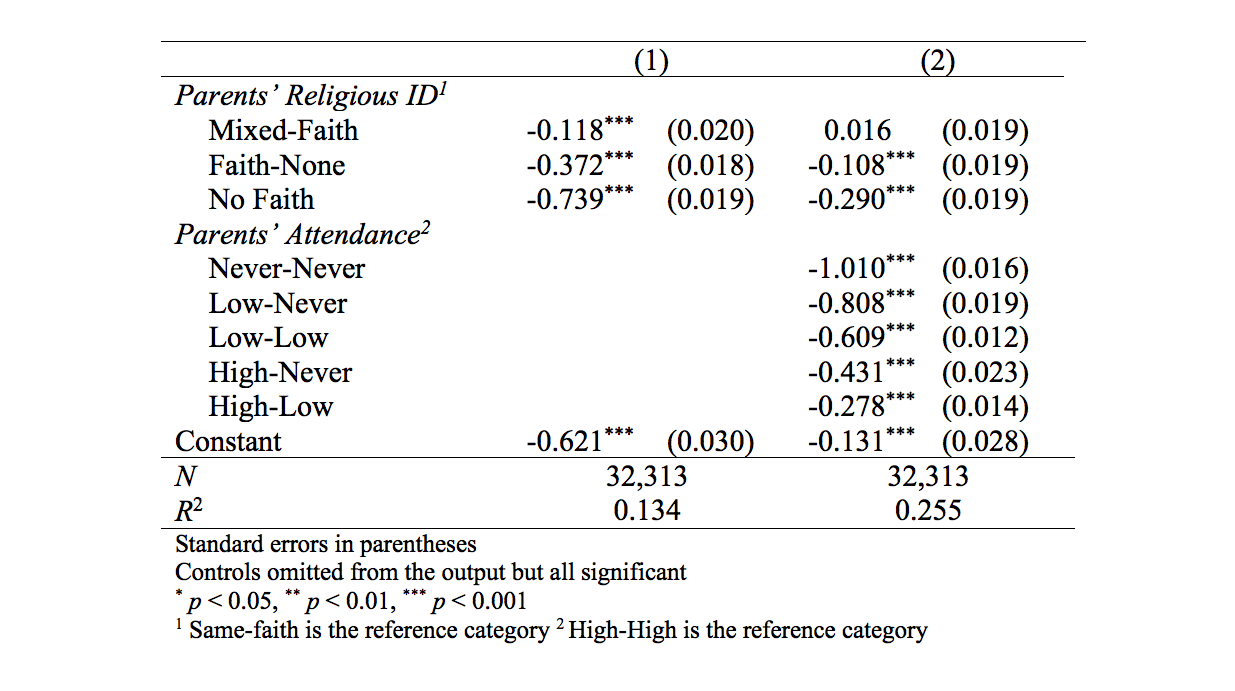 (1) (2)
Parents’ Religious ID1
Mixed-Faith -0.118*** (0.020) 0.016 (0.019)
Faith-None -0.372*** (0.018) -0.108*** (0.019)
No Faith -0.739*** (0.019) -0.290*** (0.019)
Parents’ Attendance2
Never-Never -1.010*** (0.016)
Low-Never -0.808*** (0.019)
Low-Low -0.609*** (0.012)
High-Never -0.431*** (0.023)
High-Low -0.278*** (0.014)
Constant -0.621*** (0.030) -0.131*** (0.028)
N 32,313 32,313
R2 0.134 0.255
Standard errors in parentheses
Controls omitted from the output but all significant
* p < 0.05, ** p < 0.01, *** p < 0.001
1 Same-faith is the reference category 2 High-High is the reference category